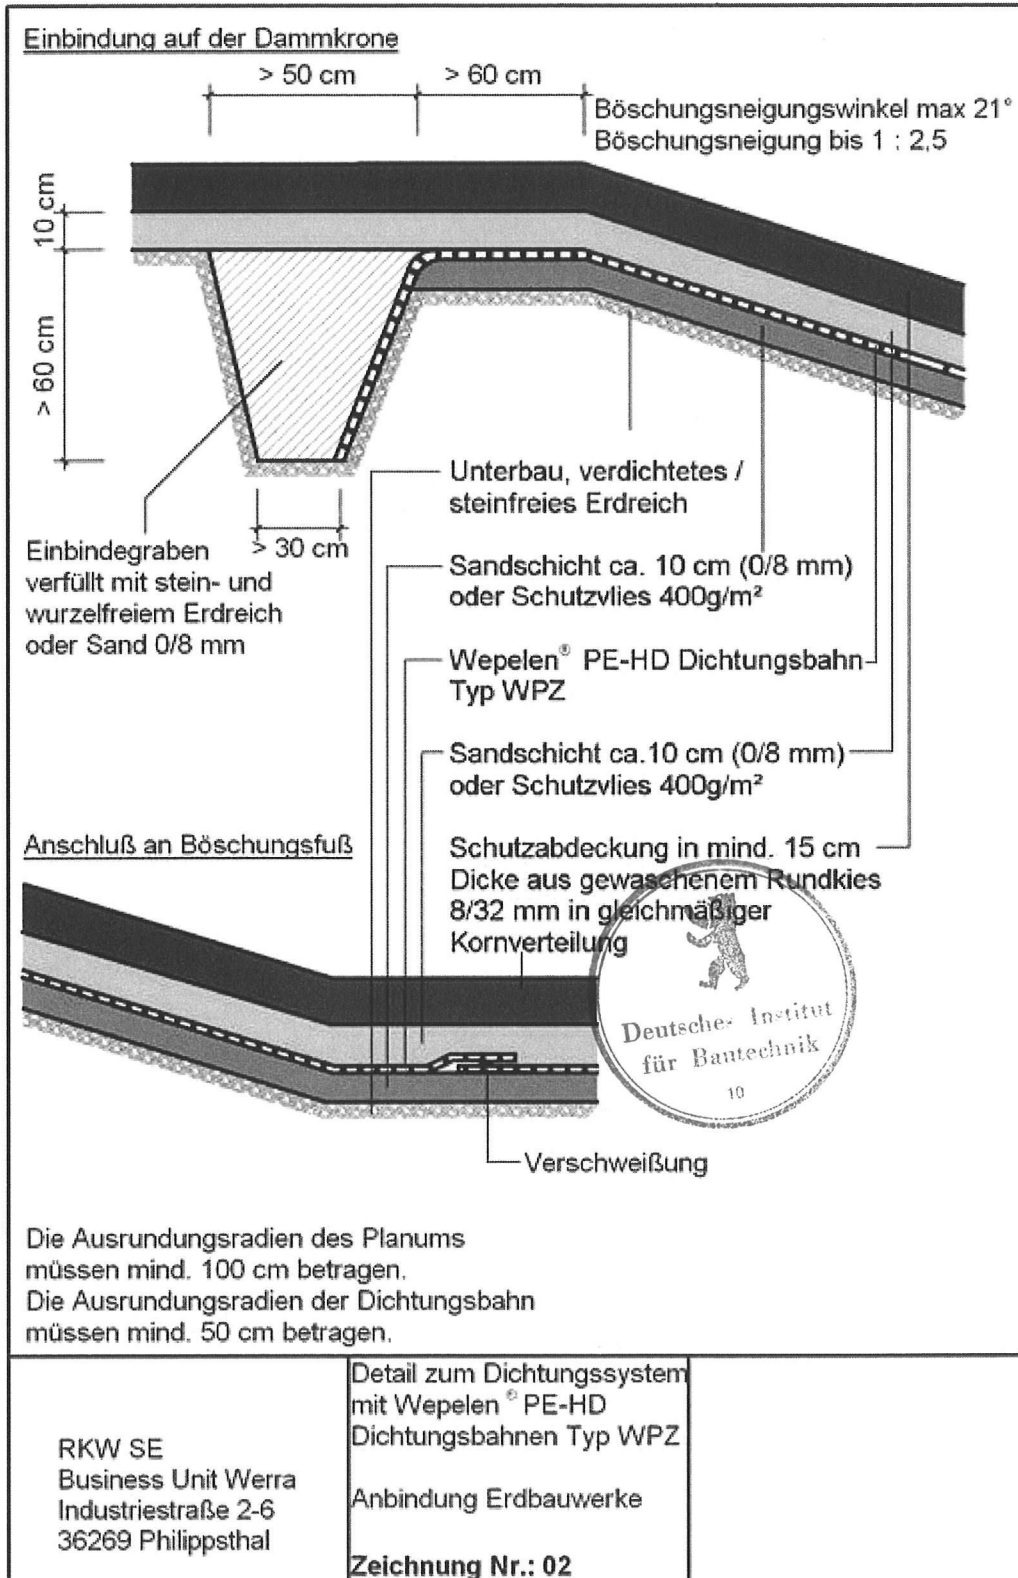 Einbindung auf der Dammkrone
> 50 cm
> 60 cm
Böschungsneigungswinkel max 21°
Böschungsneigung bis 1 : 2,5
10 cm
> 60 cm
> 30 cm
Einbindegraben
verfüllt mit stein- und
wurzelfreiem Erdreich
oder Sand 0/8 mm
Unterbau, verdichtetes /
steinfreies Erdreich
Sandschicht ca. 10 cm (0/8 mm)
oder Schutzvlies 400g/m²
Wepelen® PE-HD Dichtungsbahn
Typ WPZ
Sandschicht ca.10 cm (0/8 mm)
oder Schutzvlies 400g/m²
Schutzabdeckung in mind. 15 cm
Dicke aus gewaschenem Rundkies
8/32 mm in gleichmäßiger
Kornverteilung
Anschluß an Böschungsfuß
Deutsches Institut
für Bautechnik
10
Verschweißung
Die Ausrundungsradien des Planums
müssen mind. 100 cm betragen.
Die Ausrundungsradien der Dichtungsbahn
müssen mind. 50 cm betragen.
RKW SE
Business Unit Werra
Industriestraße 2-6
36269 Philippsthal
Detail zum Dichtungssystem
mit Wepelen ® PE-HD
Dichtungsbahnen Typ WPZ
Anbindung Erdbauwerke
Zeichnung Nr.: 02